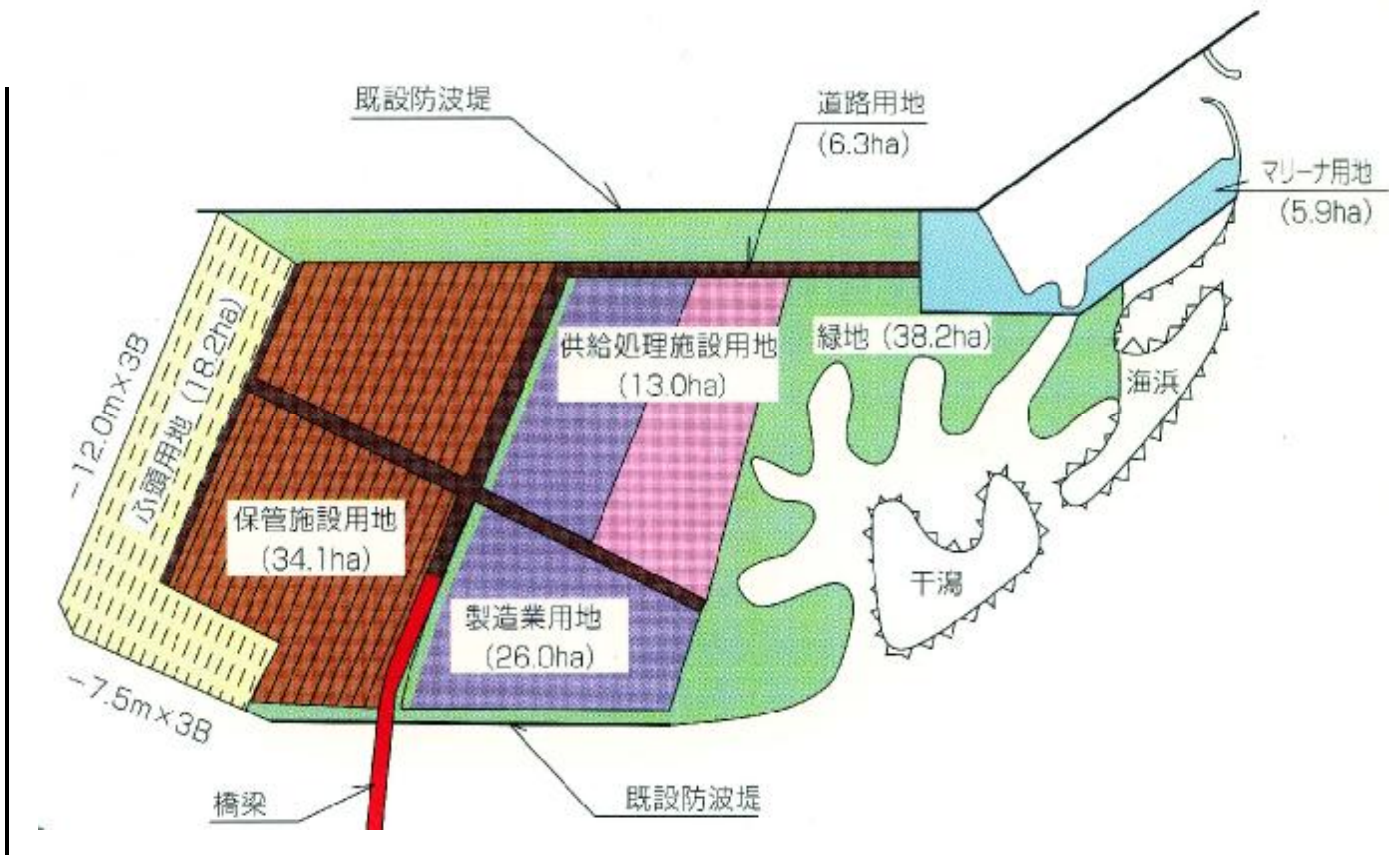 既設防波堤
道路用地
(6.3ha)
マリーナ用地
(5.9ha)
供給処理施設用地
(13.0ha)
緑地 (38.2ha)
海浜
-12.0m×3B
ふ頭用地 (18.2ha)
保管施設用地
(34.1ha)
干潟
製造業用地
(26.0ha)
-7.5m×3B
橋梁
既設防波堤